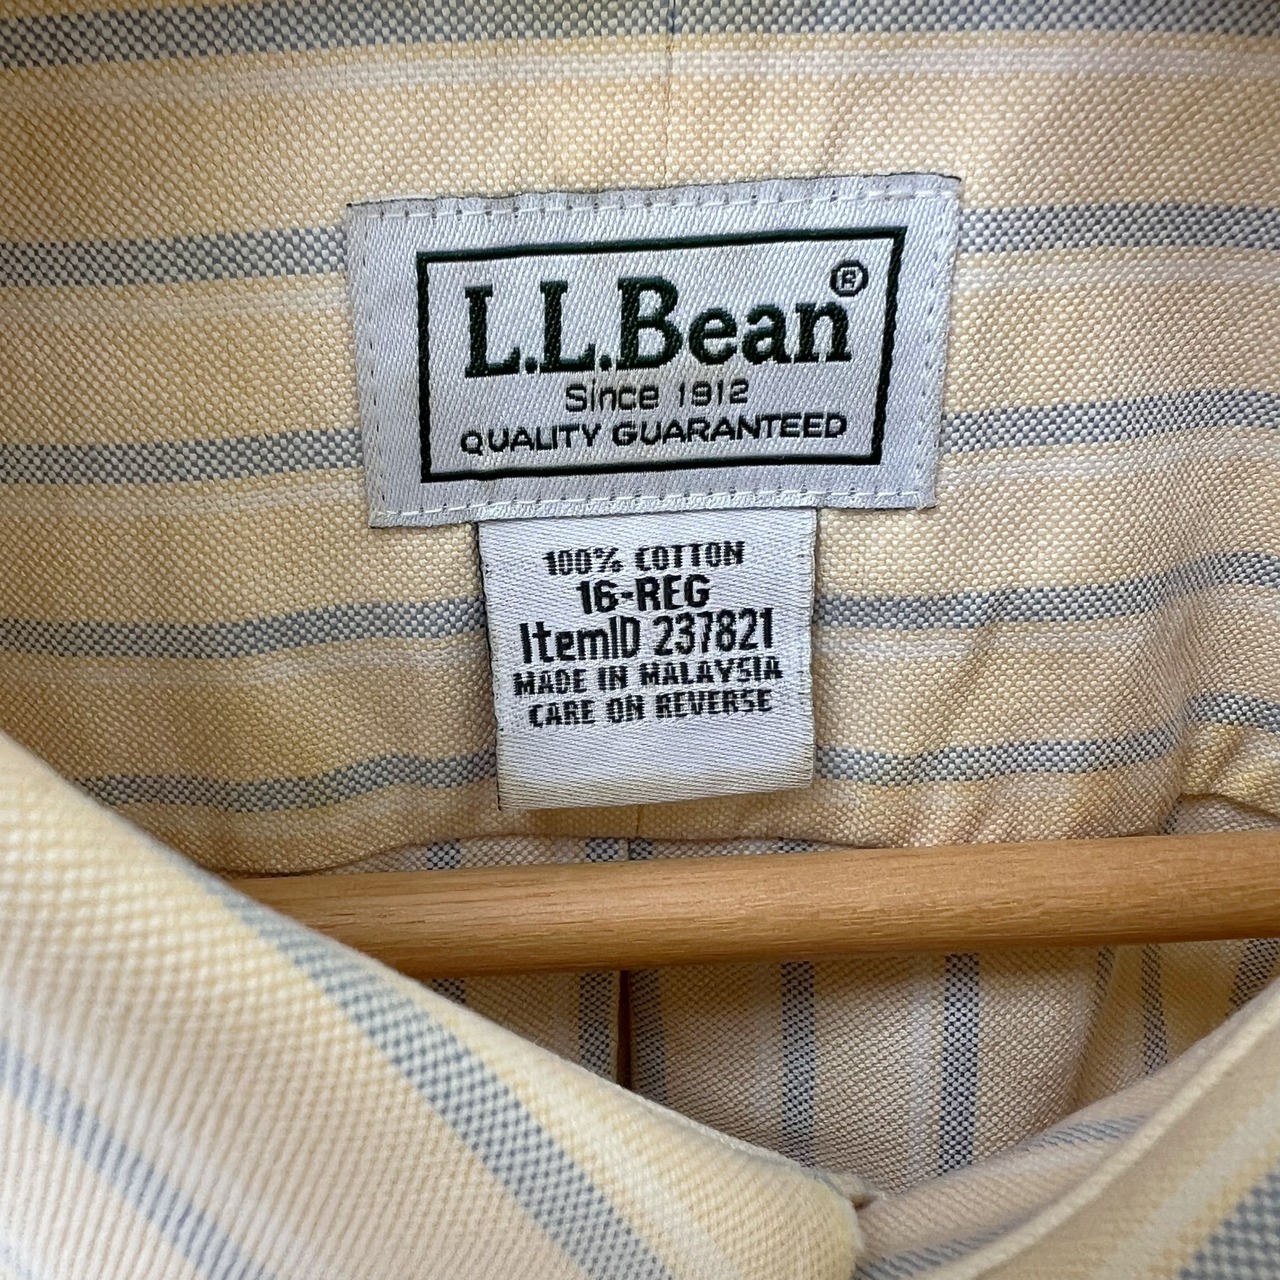 L.L.Bean®
Since 1912
QUALITY GUARANTEED
100% COTTON
16-REG
ItemID 237821
MADE IN MALAYSIA
CARE ON REVERSE